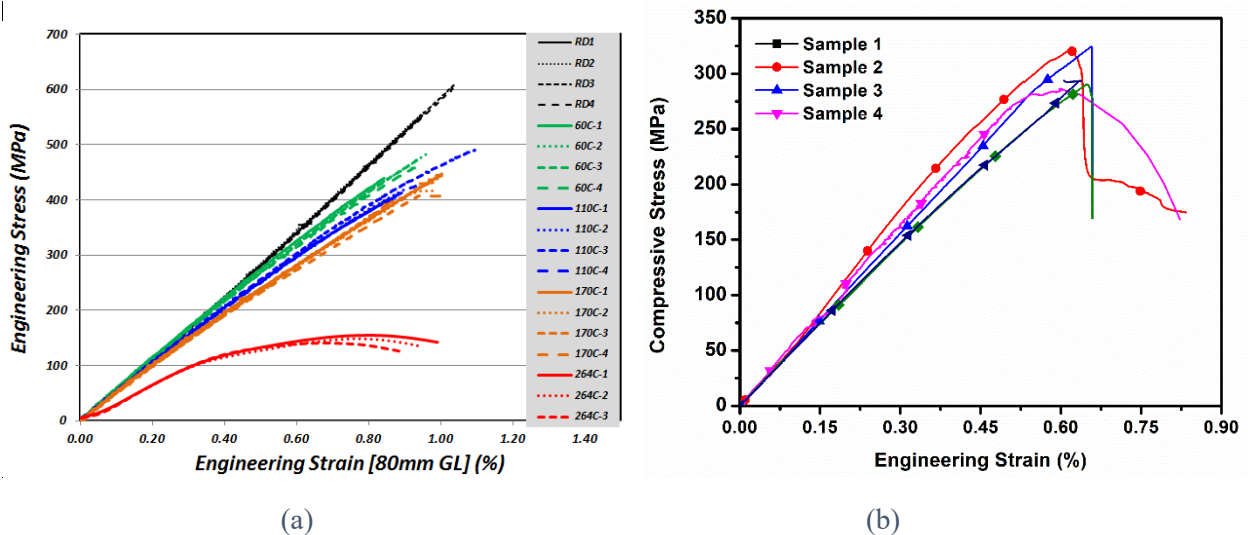 700
600
500
400
300
200
100
0
Engineering Stress (MPa)
0.00 0.20 0.40 0.60 0.80 1.00 1.20 1.40
Engineering Strain [80mm GL] (%)
RD1
RD2
RD3
RD4
60C-1
60C-2
60C-3
60C-4
110C-1
110C-2
110C-3
110C-4
170C-1
170C-2
170C-3
170C-4
264C-1
264C-2
264C-3
(a)
350
300
250
200
150
100
50
0
Compressive Stress (MPa)
Sample 1
Sample 2
Sample 3
Sample 4
0.00 0.15 0.30 0.45 0.60 0.75 0.90
Engineering Strain (%)
(b)